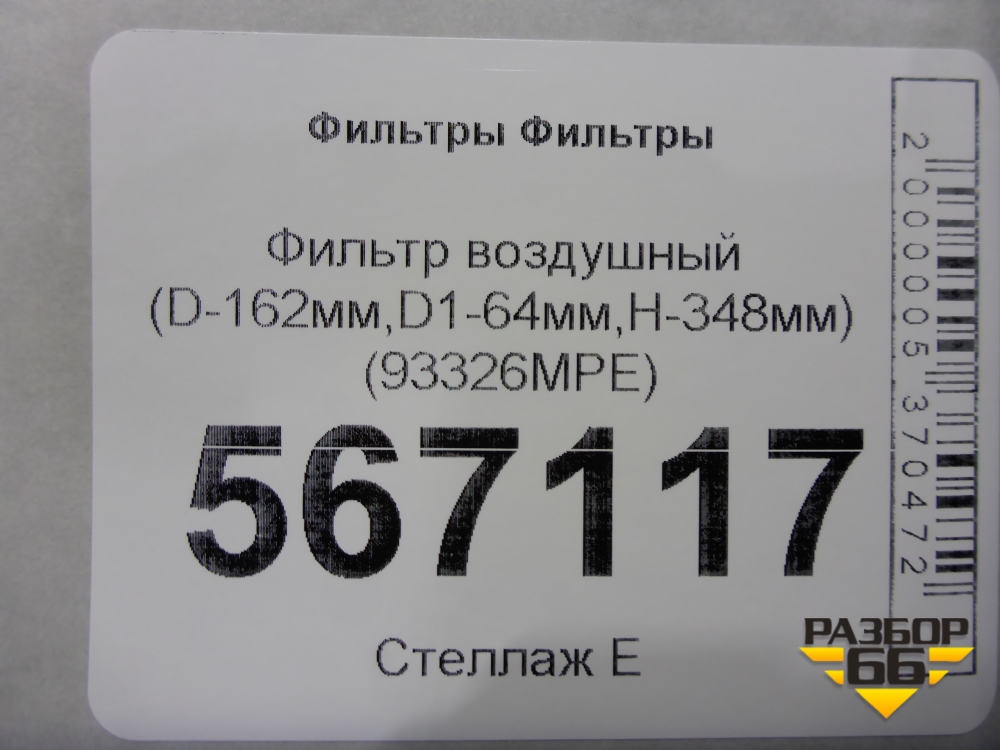 Фильтры Фильтры
Фильтр воздушный
(D-162мм,D1-64мм,H-348мм)
(93326MPE)
567117
Стеллаж Е
2000005370472
РАЗБОР
66